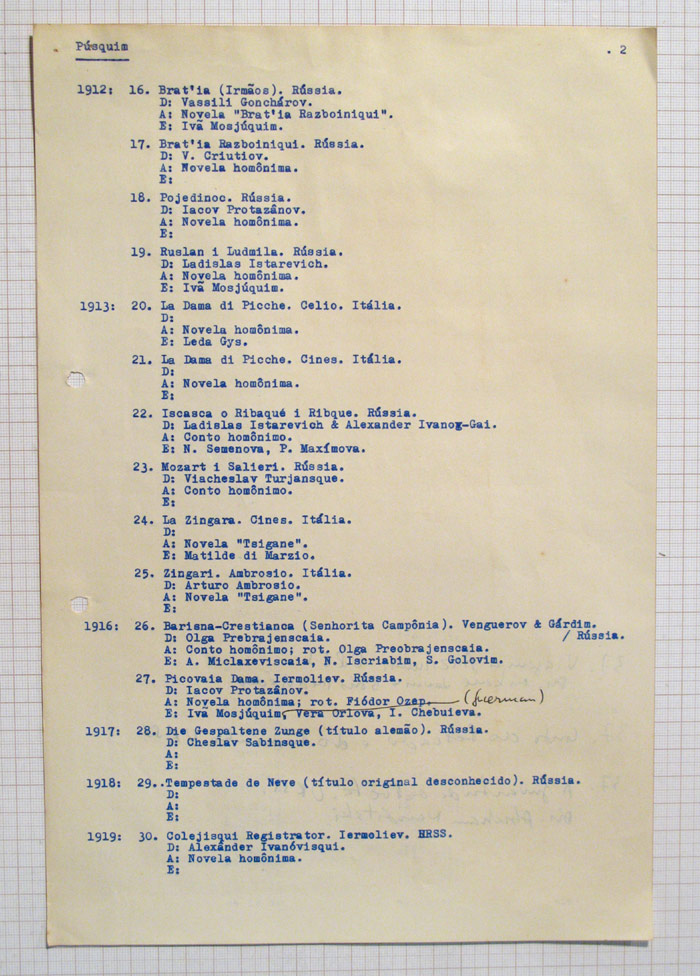 Púsquim . 2
1912: 16. Brat'ia (Irmãos). Rússia.
D: Vassili Gonchárov.
A: Novela "Brat'ia Razboiniqui".
E: Ivã Mosjúquim.
17. Brat'ia Razboiniqui. Rússia.
D: V. Criutiov.
A: Novela homônima.
E:
18. Pojedinoc. Rússia.
D: Iacov Protazânov.
A: Novela homônima.
E:
19. Ruslan i Ludmila. Rússia.
D: Ladislas Istarevich.
A: Novela homônima.
E: Ivã Mosjúquim.
1913: 20. La Dama di Picche. Celio. Itália.
D:
A: Novela homônima.
E: Leda Gys.
21. La Dama di Picche. Cines. Itália.
D:
A: Novela homônima.
E:
22. Iscasca o Ribaqué i Ribque. Rússia.
D: Ladislas Istarevich & Alexander Ivanov-Gai.
A: Conto homônimo.
E: N. Semenova, P. Maxímova.
23. Mozart i Salieri. Rússia.
D: Viacheslav Turjansque.
A: Conto homônimo.
E:
24. La Zingara. Cines. Itália.
D:
A: Novela "Tsigane".
E: Matilde di Marzio.
25. Zingari. Ambrosio. Itália.
D: Arturo Ambrosio.
A: Novela "Tsigane".
E:
1916: 26. Barisna-Crestianca (Senhorita Campônia). Venguerov & Gárdim.
D: Olga Prebrajenscaia. / Rússia.
A: Conto homônimo; rot. Olga Preobrajenscaia.
E: A. Miclaxeviscaia, N. Iscriabim, S. Golovim.
27. Picovaia Dama. Iermoliev. Rússia.
D: Iacov Protazânov.
A: Novela homônima; rot. Fiódor Ozep.
E: Ivã Mosjúquim, Vera Orlova, I. Chebuieva.
1917: 28. Die Gespaltene Zunge (título alemão). Rússia.
D: Cheslav Sabinsque.
A:
E:
1918: 29..Tempestade de Neve (título original desconhecido). Rússia.
D:
A:
E:
1919: 30. Colejisqui Registrator. Iermoliev. HRSS.
D: Alexânder Ivanóvisqui.
A: Novela homônima.
E: